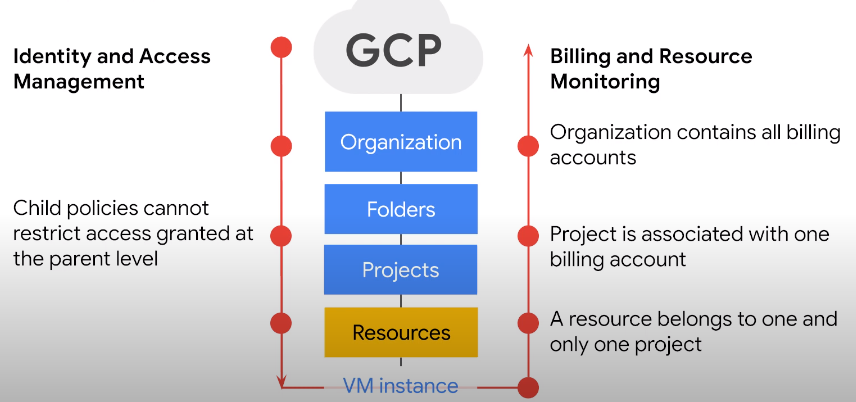 Identity and Access
Management
Child policies cannot
restrict access granted at
the parent level
GCP
Organization
Folders
Projects
Resources
VM instance
Billing and Resource
Monitoring
Organization contains all billing
accounts
Project is associated with one
billing account
A resource belongs to one and
only one project